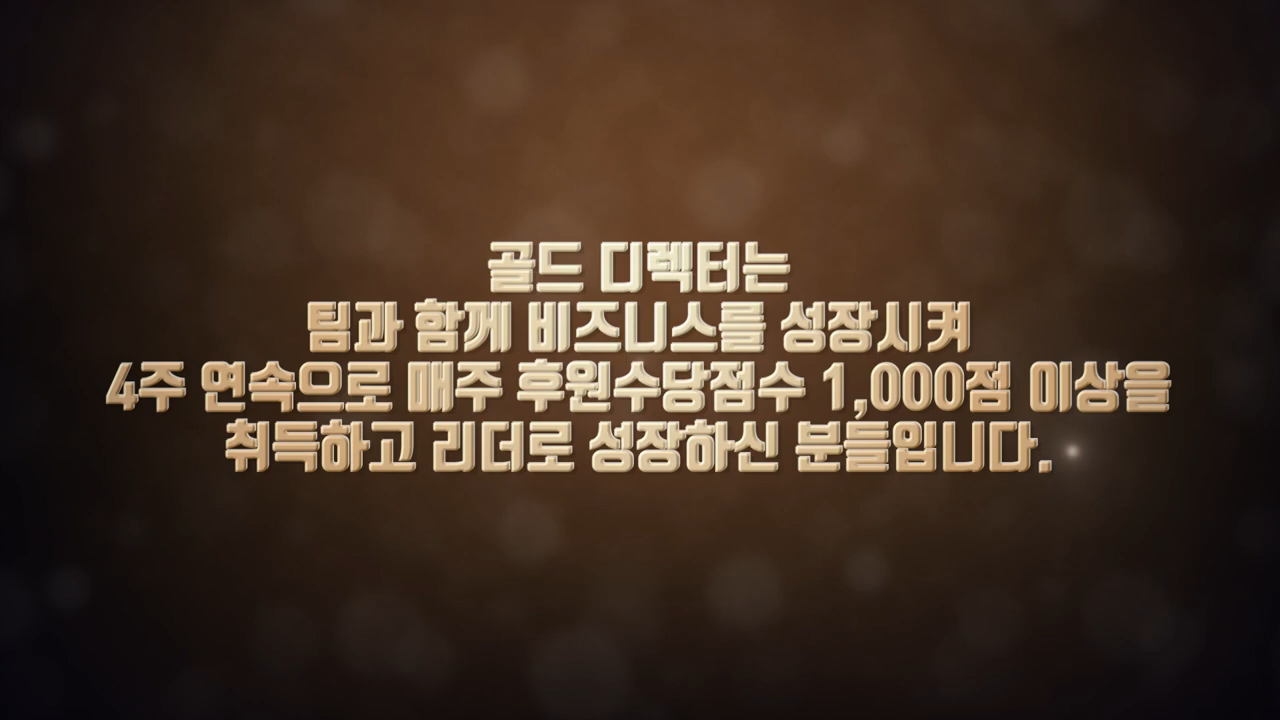 골드 디렉터는
팀과 함께 비즈니스를 성장시켜
4주 연속으로 매주 후원수당점수 1,000점 이상을
취득하고 리더로 성장하신 분들입니다.